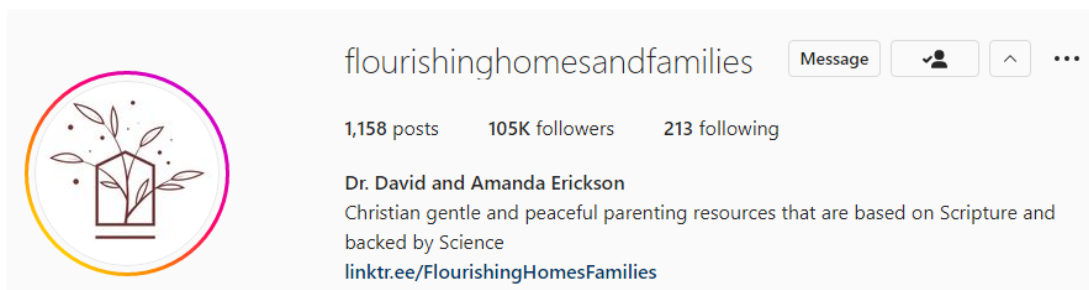 flourishinghomesandfamilies Message
1,158 posts 105K followers 213 following
Dr. David and Amanda Erickson
Christian gentle and peaceful parenting resources that are based on Scripture and
backed by Science
linktr.ee/FlourishingHomesFamilies